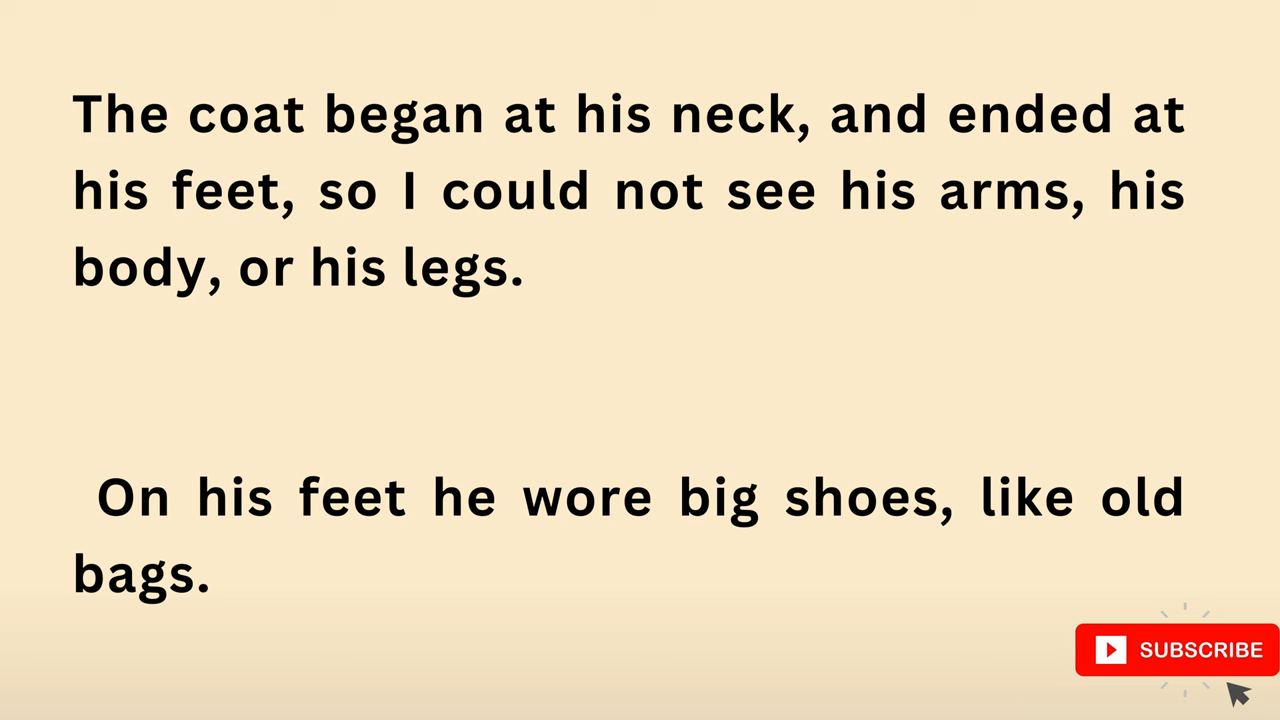 The coat began at his neck, and ended at
his feet, so I could not see his arms, his
body, or his legs.
On his feet he wore big shoes, like old
bags.
SUBSCRIBE